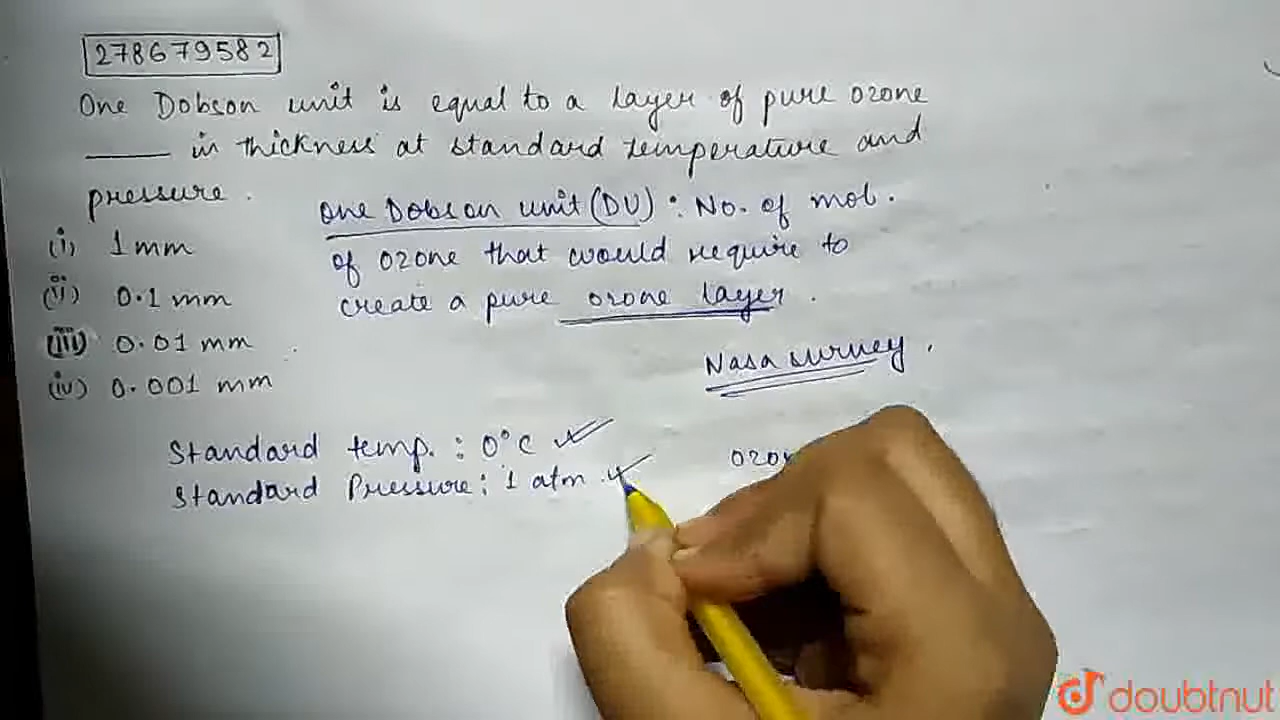 278679582
One Dobson unit is equal to a layer of pure ozone
_____ in thickness at standard temperature and
pressure.
(i) 1 mm
(ii) 0.1 mm
(iii) 0.01 mm
(iv) 0.001 mm
One Dobson unit (DU) : No. of mol.
of ozone that would require to
create a pure ozone layer.
Nasa survey.
Standard temp. : 0°C
Standard Pressure : 1 atm.
doubtnut